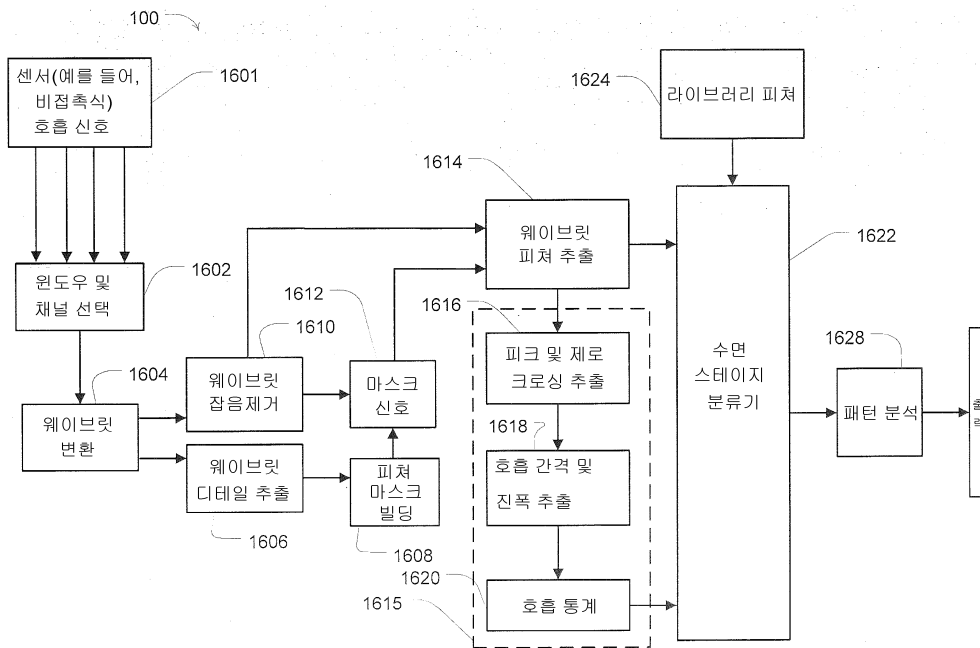 100
센서(예를 들어,
비접촉식)
호흡 신호
1601
1624
라이브러리 피쳐
1614
웨이브릿
피쳐 추출
1622
윈도우 및
채널 선택
1602
1612
1616
1610
1604
웨이브릿
잡음제거
마스크
신호
피크 및 제로
크로싱 추출
수면
스테이지
분류기
1628
웨이브릿
변환
패턴 분석
출
1618
웨이브릿
디테일 추출
피쳐
마스크
빌딩
호흡 간격 및
진폭 추출
1606
1608
1620
호흡 통계
1615